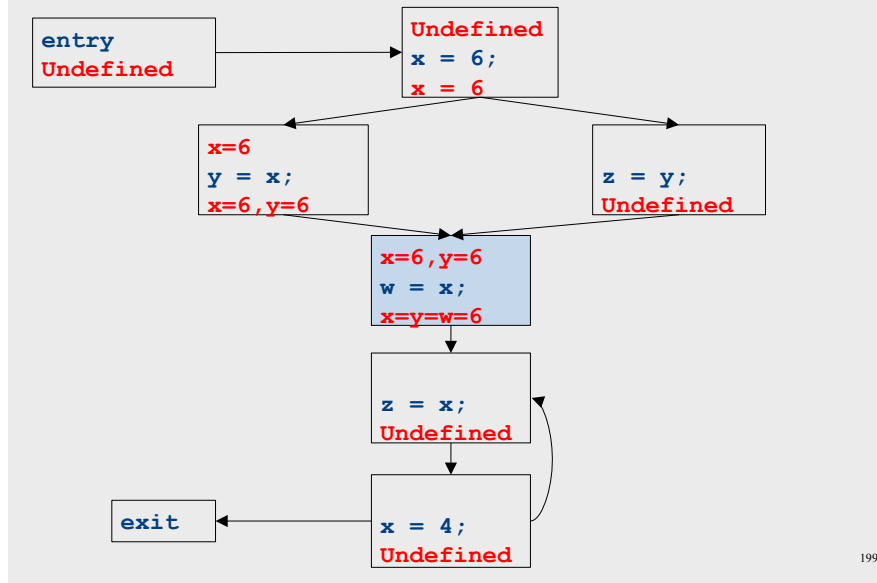 entry
Undefined
Undefined
x = 6;
x = 6
x=6
y = x;
x=6,y=6
z = y;
Undefined
x=6,y=6
w = x;
x=y=w=6
z = x;
Undefined
exit
x = 4;
Undefined
199